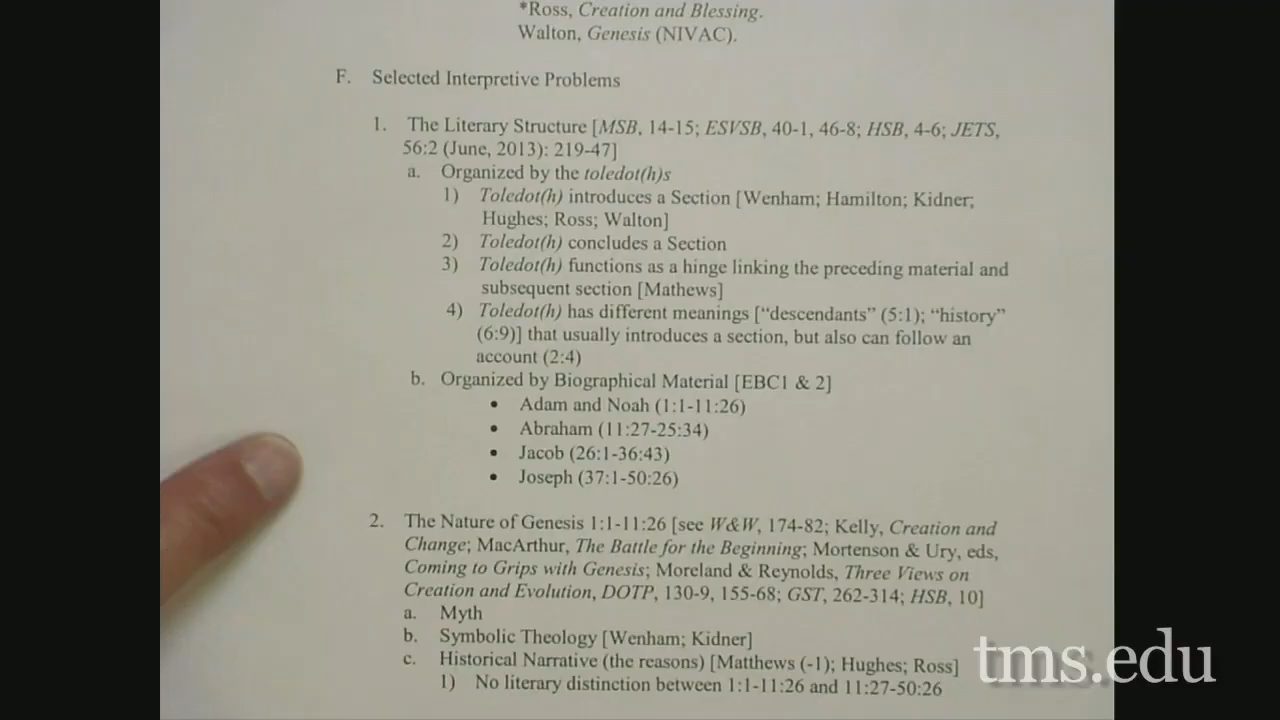 *Ross, Creation and Blessing.
Walton, Genesis (NIVAC).
F. Selected Interpretive Problems
1. The Literary Structure [MSB, 14-15; ESVSB, 40-1, 46-8; HSB, 4-6; JETS,
56:2 (June, 2013): 219-47]
a. Organized by the toledot(h)s
1) Toledot(h) introduces a Section [Wenham; Hamilton; Kidner;
Hughes; Ross; Walton]
2) Toledot(h) concludes a Section
3) Toledot(h) functions as a hinge linking the preceding material and
subsequent section [Mathews]
4) Toledot(h) has different meanings [“descendants” (5:1); “history”
(6:9)] that usually introduces a section, but also can follow an
account (2:4)
b. Organized by Biographical Material [EBC1 & 2]
• Adam and Noah (1:1-11:26)
• Abraham (11:27-25:34)
• Jacob (26:1-36:43)
• Joseph (37:1-50:26)
2. The Nature of Genesis 1:1-11:26 [see W&W, 174-82; Kelly, Creation and
Change; MacArthur, The Battle for the Beginning; Mortenson & Ury, eds,
Coming to Grips with Genesis; Moreland & Reynolds, Three Views on
Creation and Evolution, DOTP, 130-9, 155-68; GST, 262-314; HSB, 10]
a. Myth
b. Symbolic Theology [Wenham; Kidner]
c. Historical Narrative (the reasons) [Matthews (-1); Hughes; Ross]
1) No literary distinction between 1:1-11:26 and 11:27-50:26
tms.edu